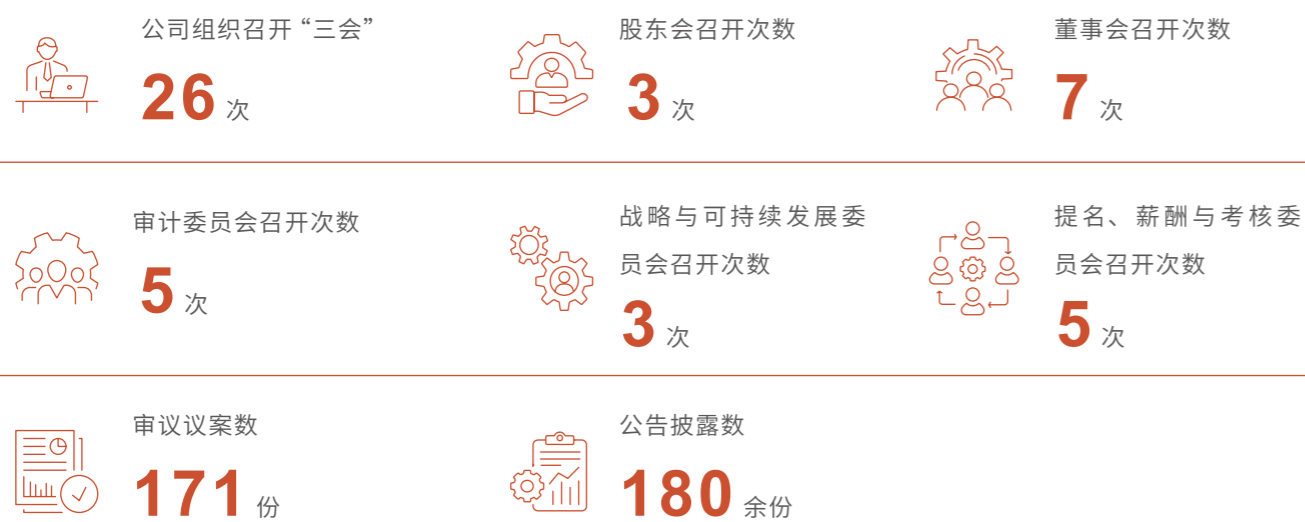 公司组织召开“三会”
26 次
股东会召开次数
3 次
董事会召开次数
7 次
审计委员会召开次数
5 次
战略与可持续发展委
员会召开次数
3 次
提名、薪酬与考核委
员会召开次数
5 次
审议议案数
171 份
公告披露数
180 余份